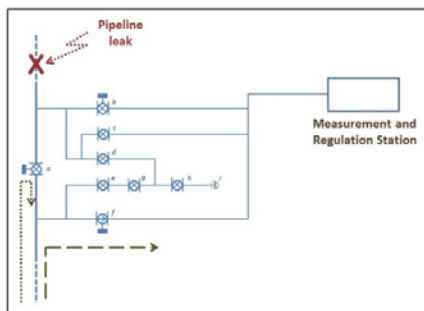 Pipeline
leak
b
c
Measurement and
Regulation Station
d
a
e
g
h
i
f